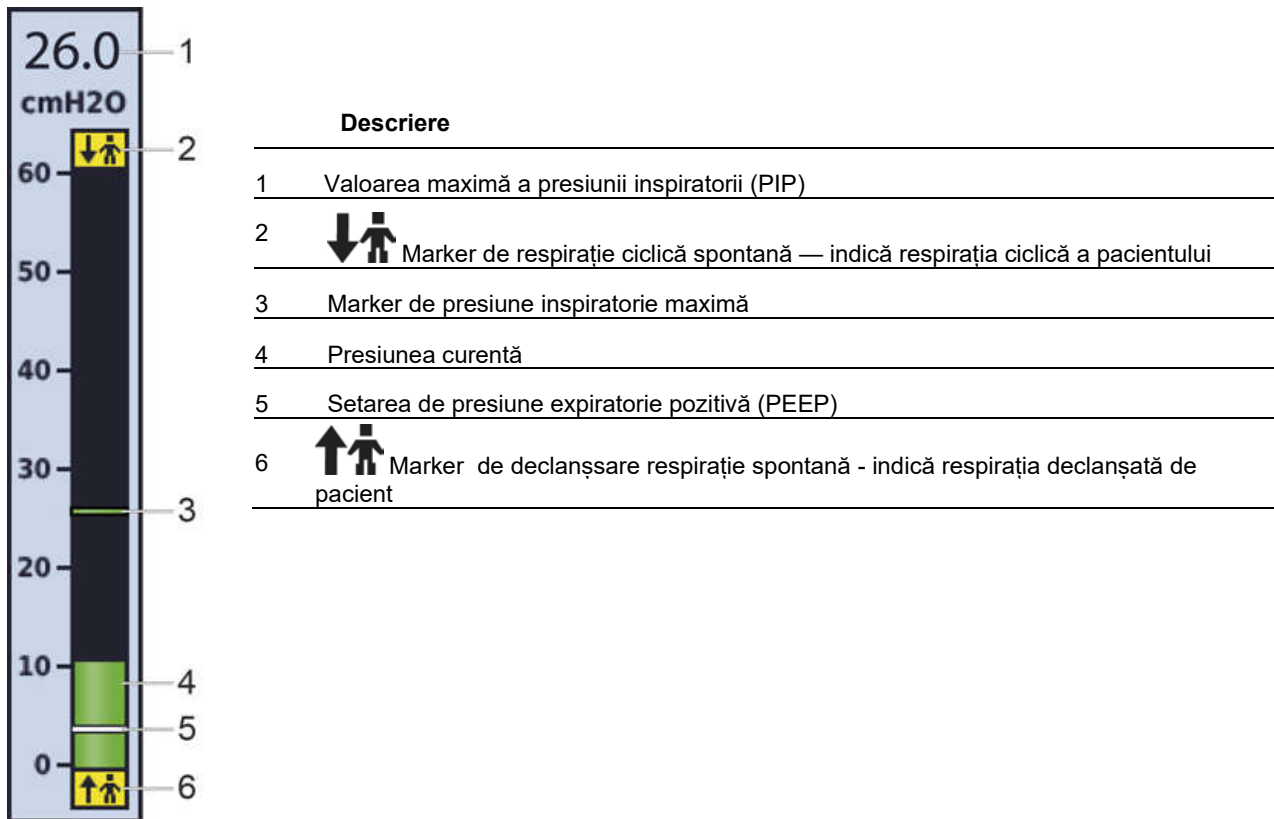 26.0
1
cmH2O
2
60
50
40
30
3
20
10
4
5
0
6
Descriere
1 Valoarea maximă a presiunii inspiratorii (PIP)
2 Marker de respirație ciclică spontană — indică respirația ciclică a pacientului
3 Marker de presiune inspiratorie maximă
4 Presiunea curentă
5 Setarea de presiune expiratorie pozitivă (PEEP)
6 Marker de declanșsare respirație spontană - indică respirația declanșată de
pacient